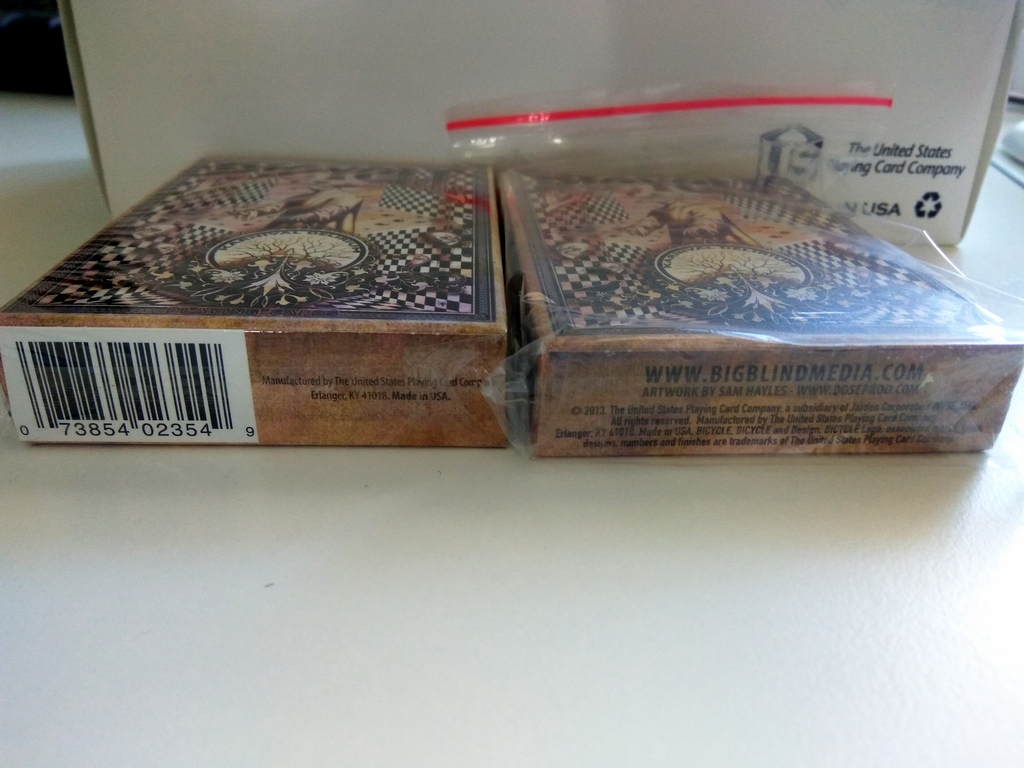 The United States
Playing Card Company
USA
0 73854 02354 9
Manufactured by The United States Playing Card Comp
Erlanger, KY 41018. Made in USA.
WWW.BIGBLINDMEDIA.COM
ARTWORK BY SAM HAYLES - WWW.DOSEPROD.COM
© 2013. The United States Playing Card Company, a subsidiary of Jarden Corporation
All rights reserved. Manufactured by The United States Playing Card Company
Erlanger, KY 41018. Made in USA. BICYCLE, BICYCLE and Design, BICYCLE Logo,
designs, numbers and finishes are trademarks of The United States Playing Card Company.